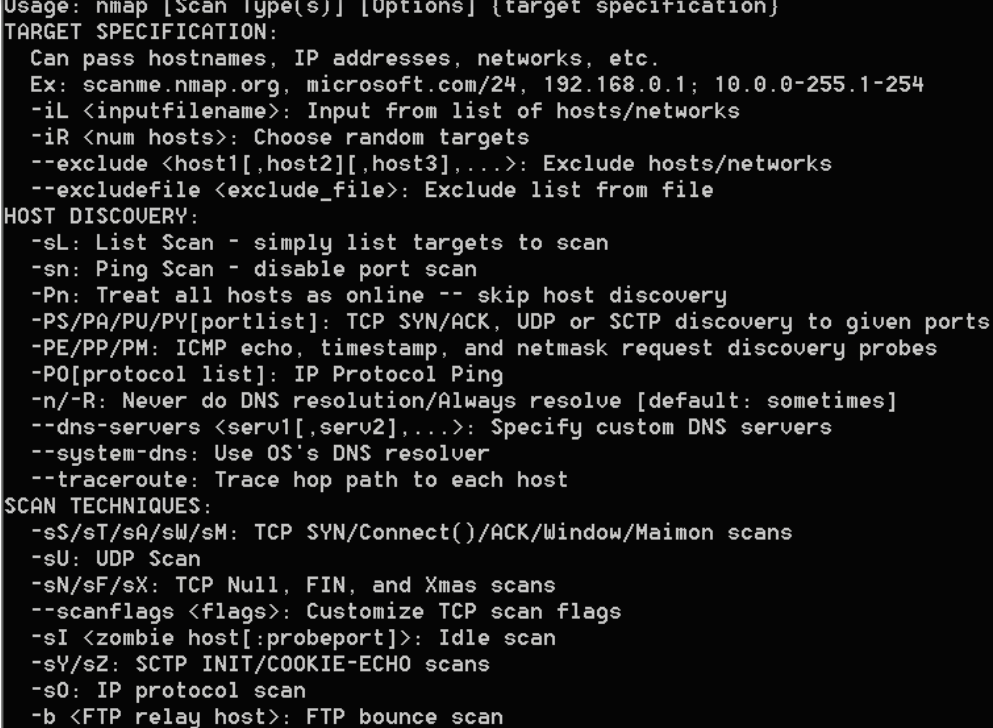 Usage: nmap [Scan Type(s)] [Options] {target specification}
TARGET SPECIFICATION:
  Can pass hostnames, IP addresses, networks, etc.
  Ex: scanme.nmap.org, microsoft.com/24, 192.168.0.1; 10.0.0-255.1-254
  -iL <inputfilename>: Input from list of hosts/networks
  -iR <num hosts>: Choose random targets
  --exclude <host1[,host2][,host3],...>: Exclude hosts/networks
  --excludefile <exclude_file>: Exclude list from file
HOST DISCOVERY:
  -sL: List Scan - simply list targets to scan
  -sn: Ping Scan - disable port scan
  -Pn: Treat all hosts as online -- skip host discovery
  -PS/PA/PU/PY[portlist]: TCP SYN/ACK, UDP or SCTP discovery to given ports
  -PE/PP/PM: ICMP echo, timestamp, and netmask request discovery probes
  -PO[protocol list]: IP Protocol Ping
  -n/-R: Never do DNS resolution/Always resolve [default: sometimes]
  --dns-servers <serv1[,serv2],...>: Specify custom DNS servers
  --system-dns: Use OS's DNS resolver
  --traceroute: Trace hop path to each host
SCAN TECHNIQUES:
  -sS/sT/sA/sW/sM: TCP SYN/Connect()/ACK/Window/Maimon scans
  -sU: UDP Scan
  -sN/sF/sX: TCP Null, FIN, and Xmas scans
  --scanflags <flags>: Customize TCP scan flags
  -sI <zombie host[:probeport]>: Idle scan
  -sY/sZ: SCTP INIT/COOKIE-ECHO scans
  -sO: IP protocol scan
  -b <FTP relay host>: FTP bounce scan